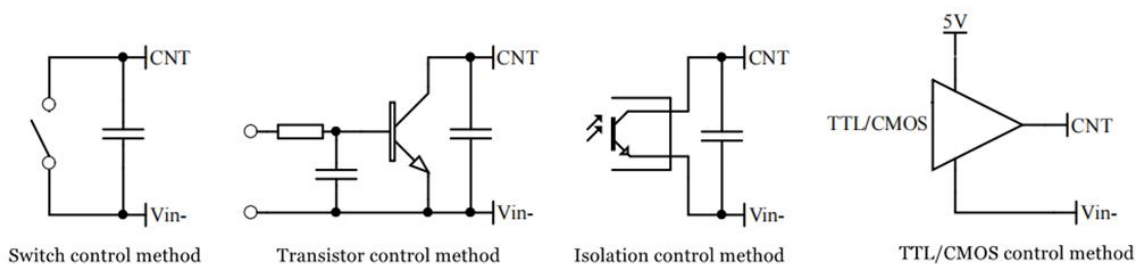 CNT
Vin-
Switch control method
CNT
Vin-
Transistor control method
CNT
Vin-
Isolation control method
5V
TTL/CMOS
CNT
Vin-
TTL/CMOS control method